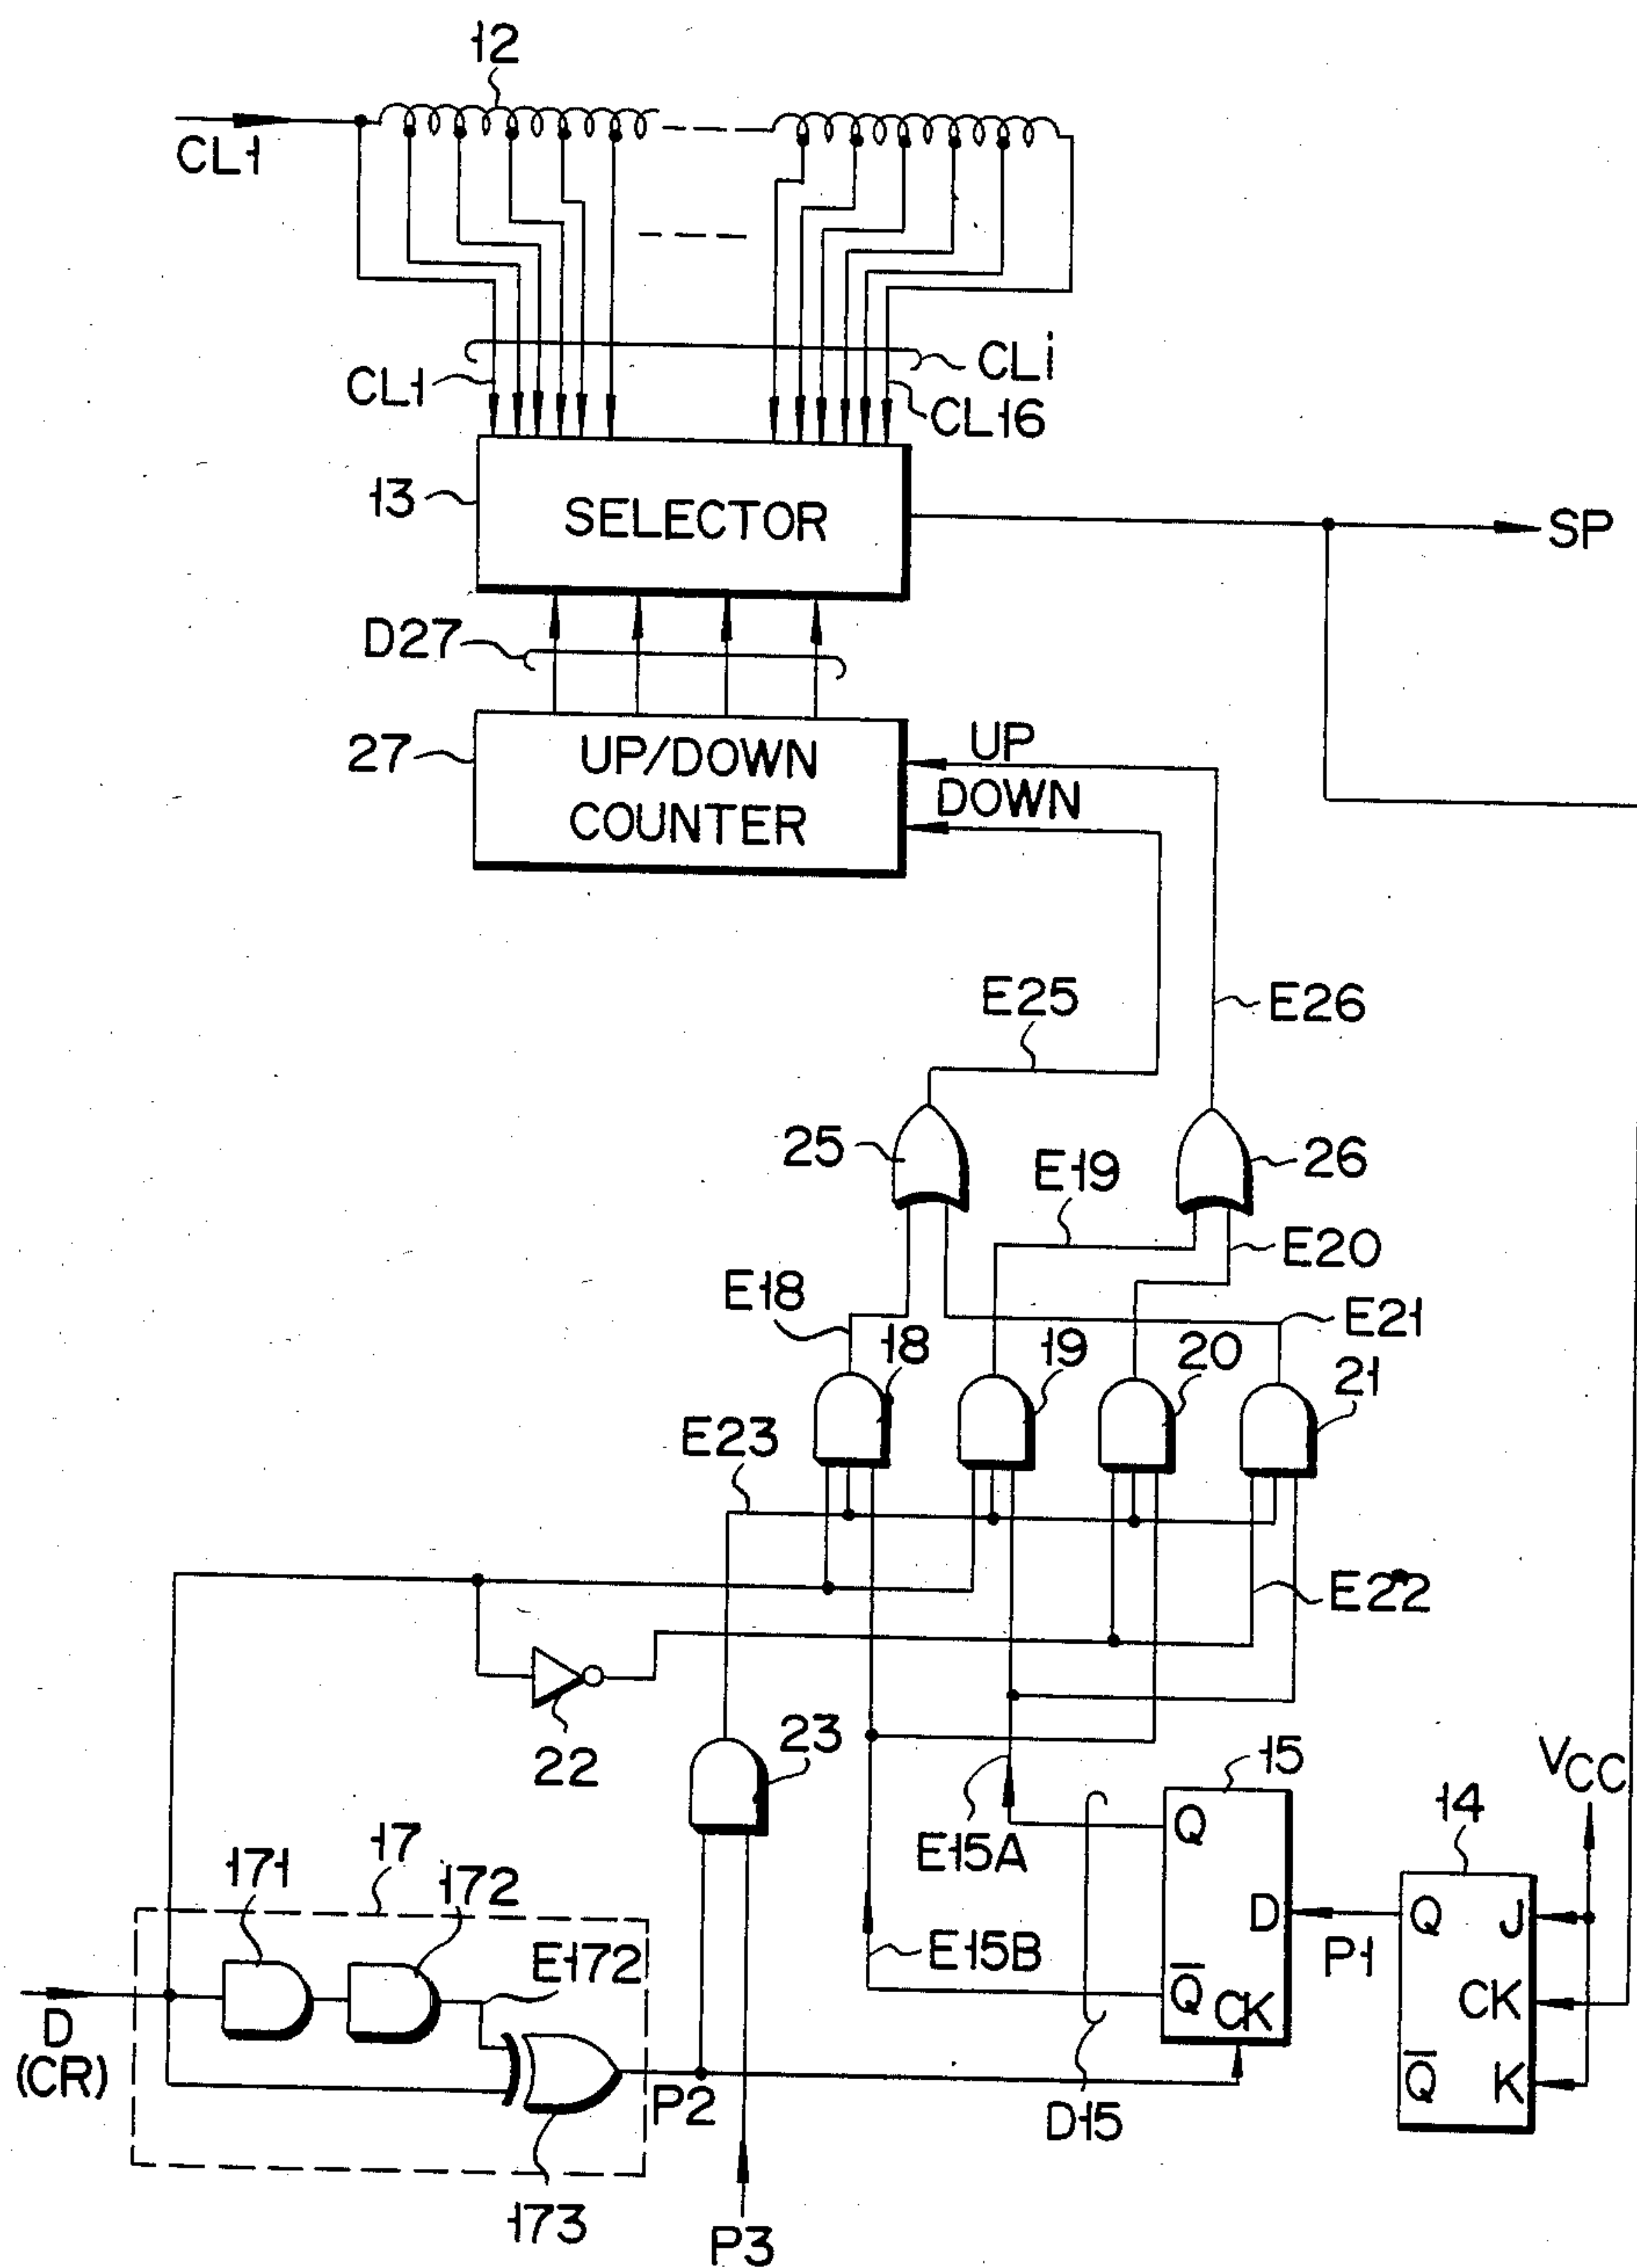 12
CL1
CLi
CL1
CL16
13
SELECTOR
SP
D27
27
UP/DOWN
COUNTER
UP
DOWN
E25
E26
25
E19
26
E20
E18
E21
18
19
20
21
E23
E22
22
23
15
VCC
14
Q
E15A
17
171
172
D
Q
J
P1
E172
E15B
Q̅
CK
CK
D
(CR)
P2
D15
Q̅
K
173
P3